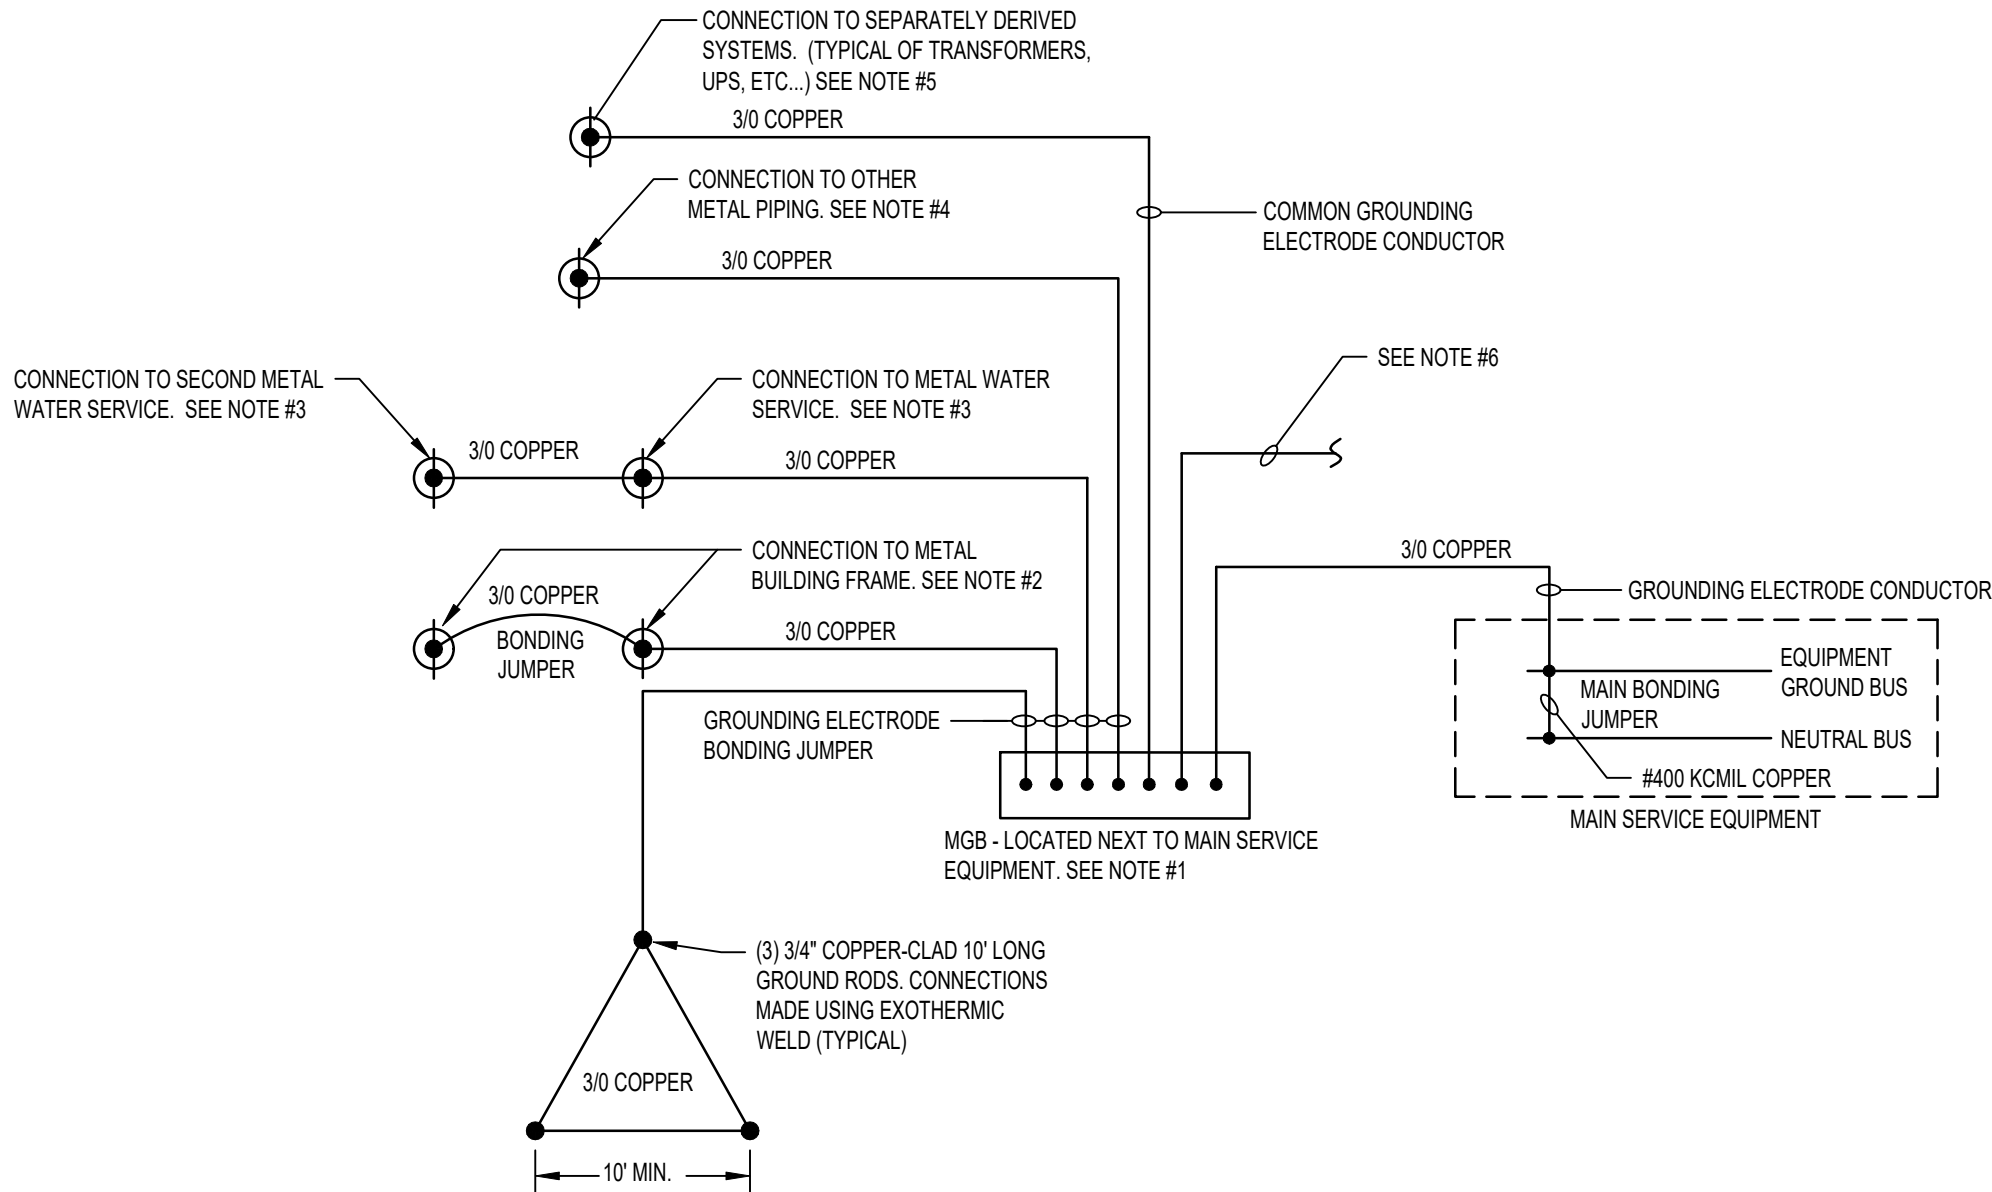 CONNECTION TO SEPARATELY DERIVED
SYSTEMS. (TYPICAL OF TRANSFORMERS,
UPS, ETC...) SEE NOTE #5
3/0 COPPER
CONNECTION TO OTHER
METAL PIPING. SEE NOTE #4
3/0 COPPER
COMMON GROUNDING
ELECTRODE CONDUCTOR
SEE NOTE #6
CONNECTION TO SECOND METAL
WATER SERVICE. SEE NOTE #3
3/0 COPPER
CONNECTION TO METAL WATER
SERVICE. SEE NOTE #3
3/0 COPPER
CONNECTION TO METAL
BUILDING FRAME. SEE NOTE #2
3/0 COPPER
BONDING
JUMPER
3/0 COPPER
3/0 COPPER
GROUNDING ELECTRODE CONDUCTOR
EQUIPMENT
GROUND BUS
MAIN BONDING
JUMPER
NEUTRAL BUS
#400 KCMIL COPPER
MAIN SERVICE EQUIPMENT
GROUNDING ELECTRODE
BONDING JUMPER
MGB - LOCATED NEXT TO MAIN SERVICE
EQUIPMENT. SEE NOTE #1
(3) 3/4" COPPER-CLAD 10' LONG
GROUND RODS. CONNECTIONS
MADE USING EXOTHERMIC
WELD (TYPICAL)
3/0 COPPER
10' MIN.